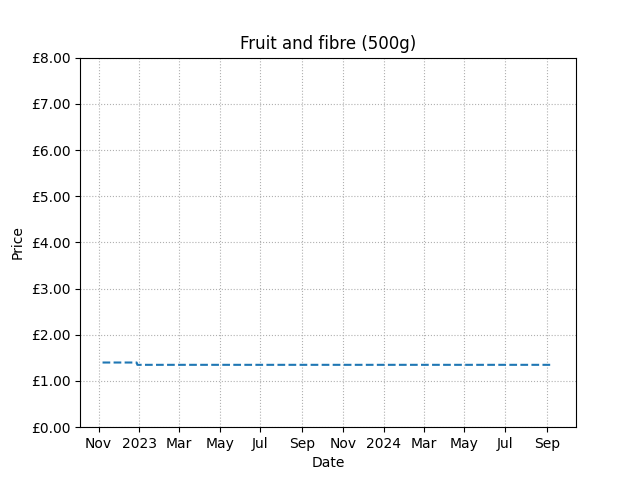 Fruit and fibre (500g)
£8.00
£7.00
£6.00
£5.00
£4.00
£3.00
£2.00
£1.00
£0.00
Price
Nov 2023 Mar May Jul Sep Nov 2024 Mar May Jul Sep
Date